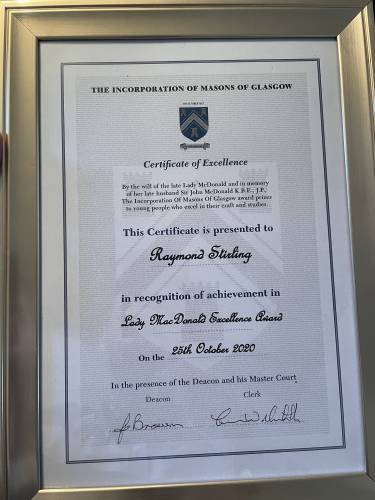 THE INCORPORATION OF MASONS OF GLASGOW
Certificate of Excellence
By the will of the late Lady McDonald and in memory
of her late husband Sir John McDonald K.B.E., J.P.,
The Incorporation Of Masons Of Glasgow award prizes
to young people who excel in their craft and studies.
This Certificate is presented to
Raymond Stirling
in recognition of achievement in
Lady MacDonald Excellence Award
On the 25th October 2020
In the presence of the Deacon and his Master Court
Deacon Clerk